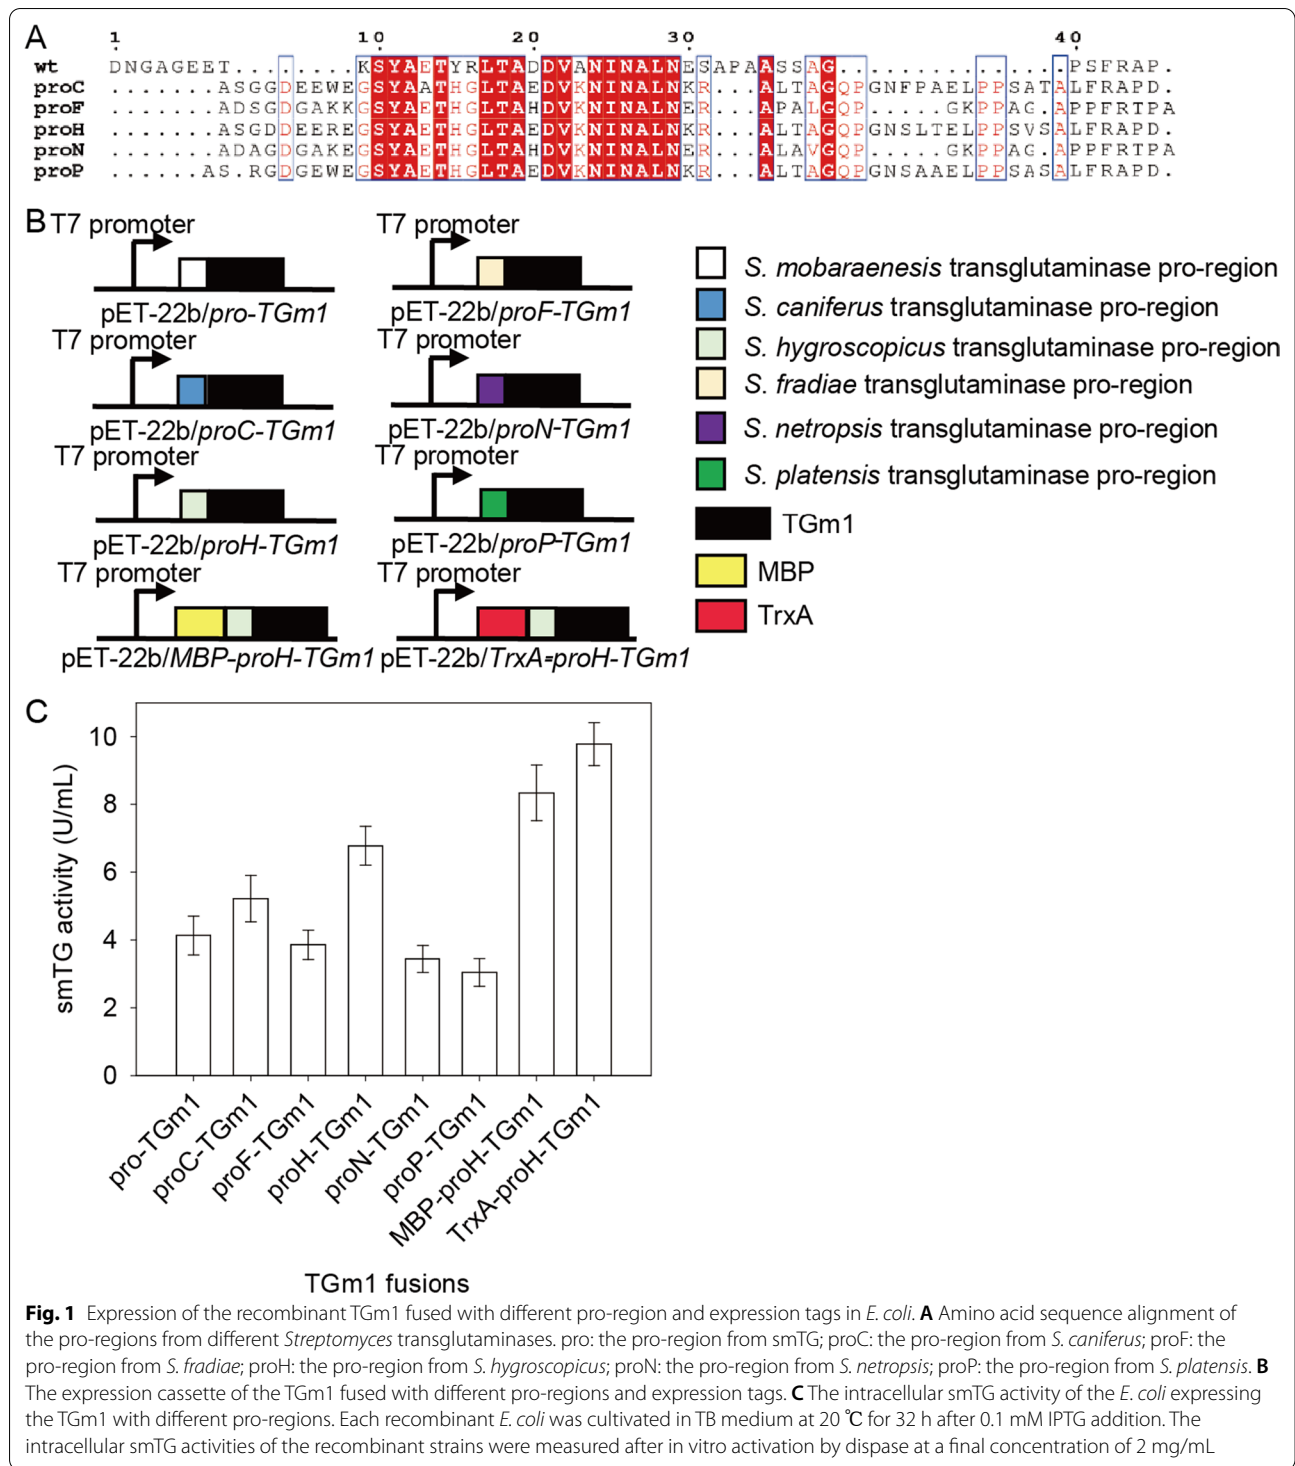 A
1 10 20 30 40
wt DNGAGEET........KSYAETYRLTADDVANINALNESAPAASSAG...............PSFRAP.
proC .......ASGGDEEWEGSYAATHGLTAEDVKNINALNKR...ALTAGQPGNFPAELPPSATALFRAPD.
proF .......ADSGDGAKKGSYAETHGLTAHDVKNINALNER...APALGQP.....GKPPAG.APPFRTPA
proH .......ASGDDEEREGSYAETHGLTAEDVKNINALNKR...ALTAGQPGNSLTELPPSVSALFRAPD.
proN .......ADAGDGAKEGSYAETHGLTAHDVKNINALNER...ALAVGQP.....GKPPAG.APPFRTPA
proP ......AS.RGDGEWEGSYAETHGLTAEDVKNINALNKR...ALTAGQPGNSAAELPPSASALFRAPD.
B
T7 promoter
pET-22b/pro-TGm1
T7 promoter
pET-22b/proF-TGm1
T7 promoter
pET-22b/proC-TGm1
T7 promoter
pET-22b/proN-TGm1
T7 promoter
pET-22b/proH-TGm1
T7 promoter
pET-22b/proP-TGm1
T7 promoter
pET-22b/MBP-proH-TGm1
T7 promoter
pET-22b/TrxA-proH-TGm1
S. mobaraenesis transglutaminase pro-region
S. caniferus transglutaminase pro-region
S. hygroscopicus transglutaminase pro-region
S. fradiae transglutaminase pro-region
S. netropsis transglutaminase pro-region
S. platensis transglutaminase pro-region
TGm1
MBP
TrxA
C
smTG activity (U/mL)
10
8
6
4
2
0
pro-TGm1
proC-TGm1
proF-TGm1
proH-TGm1
proN-TGm1
proP-TGm1
MBP-proH-TGm1
TrxA-proH-TGm1
TGm1 fusions
Fig. 1 Expression of the recombinant TGm1 fused with different pro-region and expression tags in E. coli. A Amino acid sequence alignment of
the pro-regions from different Streptomyces transglutaminases. pro: the pro-region from smTG; proC: the pro-region from S. caniferus; proF: the
pro-region from S. fradiae; proH: the pro-region from S. hygroscopicus; proN: the pro-region from S. netropsis; proP: the pro-region from S. platensis. B
The expression cassette of the TGm1 fused with different pro-regions and expression tags. C The intracellular smTG activity of the E. coli expressing
the TGm1 with different pro-regions. Each recombinant E. coli was cultivated in TB medium at 20 ℃ for 32 h after 0.1 mM IPTG addition. The
intracellular smTG activities of the recombinant strains were measured after in vitro activation by dispase at a final concentration of 2 mg/mL